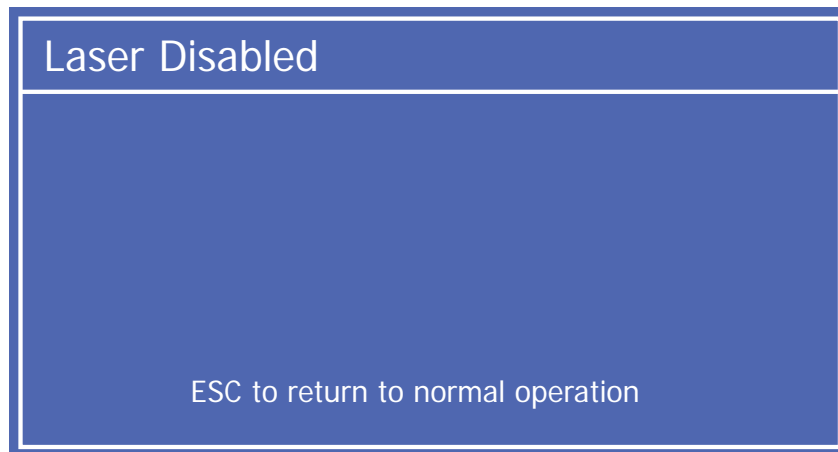 Laser Disabled
ESC to return to normal operation